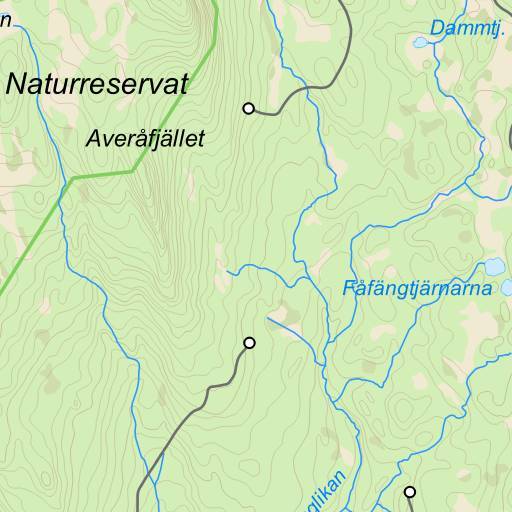 Dammtj.
Naturreservat
Averåfjället
Fåfängtjärnarna